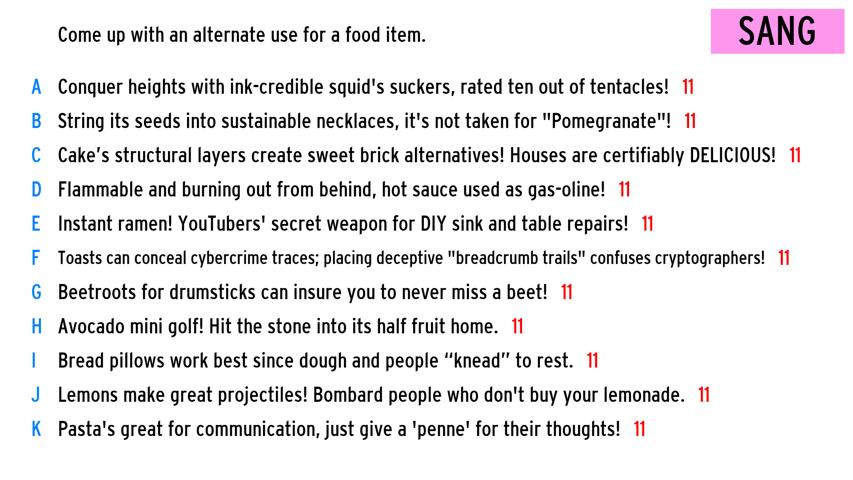 Come up with an alternate use for a food item.
SANG
A Conquer heights with ink-credible squid's suckers, rated ten out of tentacles! 11
B String its seeds into sustainable necklaces, it's not taken for "Pomegranate"! 11
C Cake’s structural layers create sweet brick alternatives! Houses are certifiably DELICIOUS! 11
D Flammable and burning out from behind, hot sauce used as gas-oline! 11
E Instant ramen! YouTubers' secret weapon for DIY sink and table repairs! 11
F Toasts can conceal cybercrime traces; placing deceptive "breadcrumb trails" confuses cryptographers! 11
G Beetroots for drumsticks can insure you to never miss a beet! 11
H Avocado mini golf! Hit the stone into its half fruit home. 11
I Bread pillows work best since dough and people “knead” to rest. 11
J Lemons make great projectiles! Bombard people who don't buy your lemonade. 11
K Pasta's great for communication, just give a 'penne' for their thoughts! 11